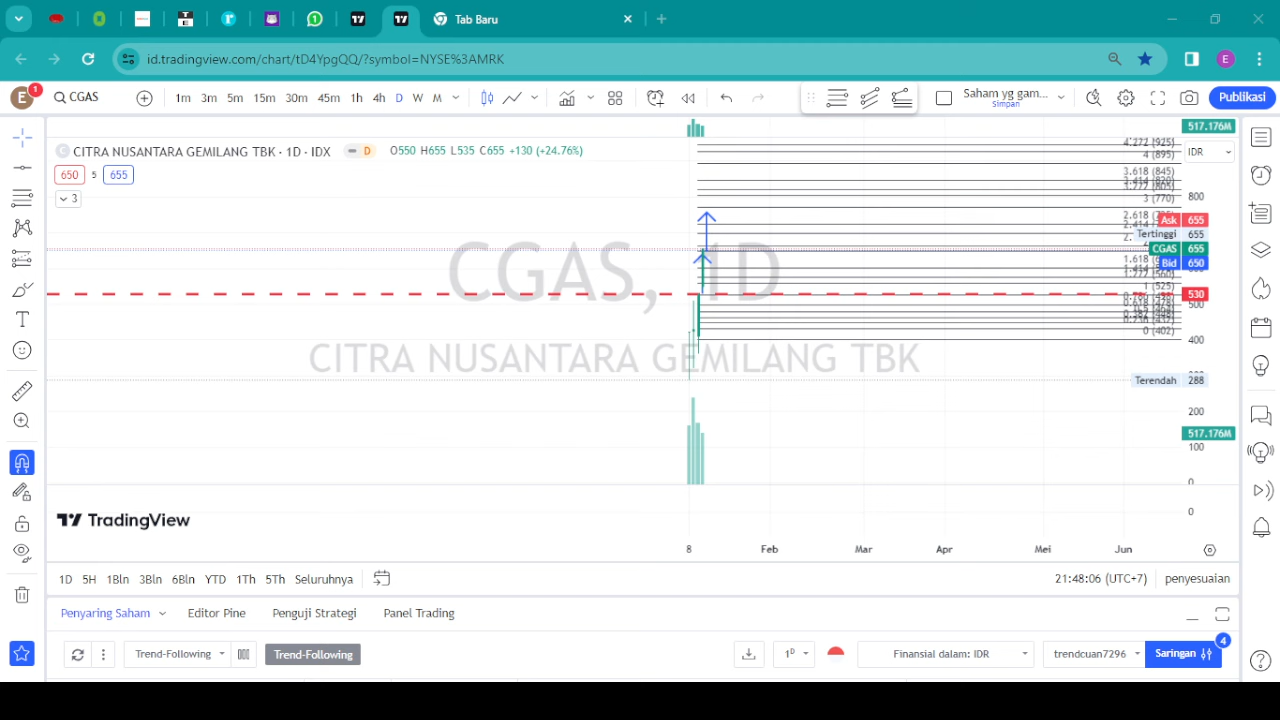 Tab Baru
id.tradingview.com/chart/tD4YpgQQ/?symbol=NYSE%3AMRK
E
E 1 CGAS 1m 3m 5m 15m 30m 45m 1h 4h D W M Saham yg gam... Simpan Publikasi
CITRA NUSANTARA GEMILANG TBK · 1D · IDX D O550 H655 L535 C655 +130 (+24.76%)
650 5 655
3
517.176M
IDR
4.272 (925)
4 (895)
3.618 (845)
3 (770)
800
Ask 655
Tertinggi 655
CGAS 655
Bid 650
1 (525)
530
500
0 (402)
400
Terendah 288
200
517.176M
100
0
0
CGAS, 1D
CITRA NUSANTARA GEMILANG TBK
TradingView
8 Feb Mar Apr Mei Jun
1D 5H 1Bln 3Bln 6Bln YTD 1Th 5Th Seluruhnya 21:48:06 (UTC+7) penyesuaian
Penyaring Saham Editor Pine Penguji Strategi Panel Trading
Trend-Following Trend-Following 1D Finansial dalam: IDR trendcuan7296 Saringan 4